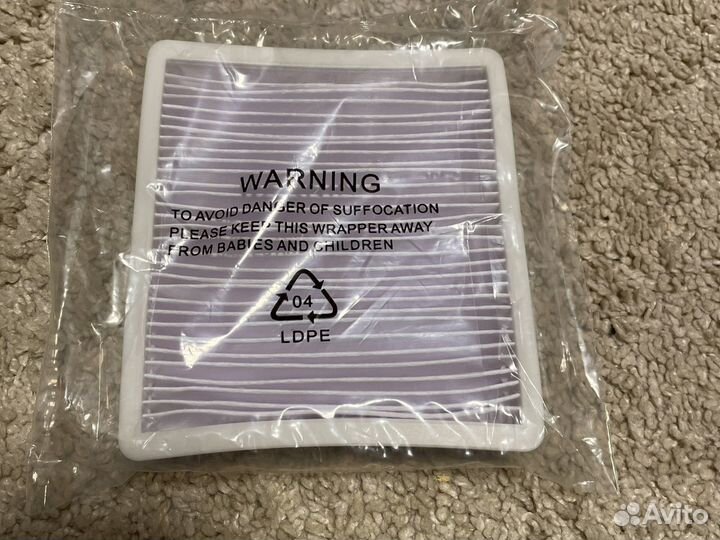 WARNING
TO AVOID DANGER OF SUFFOCATION
PLEASE KEEP THIS WRAPPER AWAY
FROM BABIES AND CHILDREN
04
LDPE
Avito